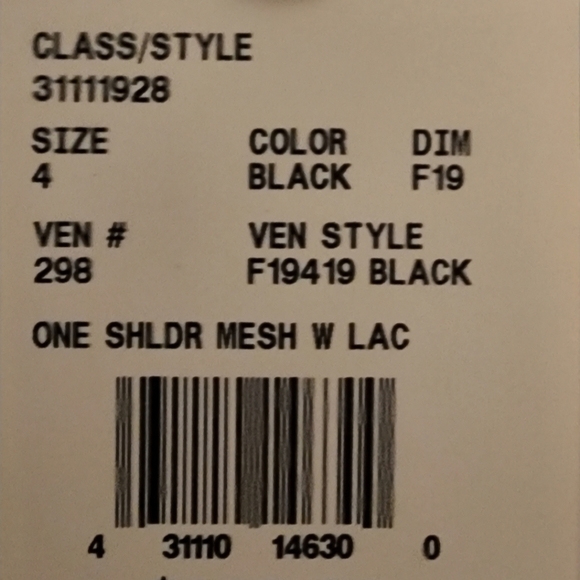 CLASS/STYLE
31111928
SIZE COLOR DIM
4 BLACK F19
VEN # VEN STYLE
298 F19419 BLACK
ONE SHLDR MESH W LAC
4 31110 14630 0